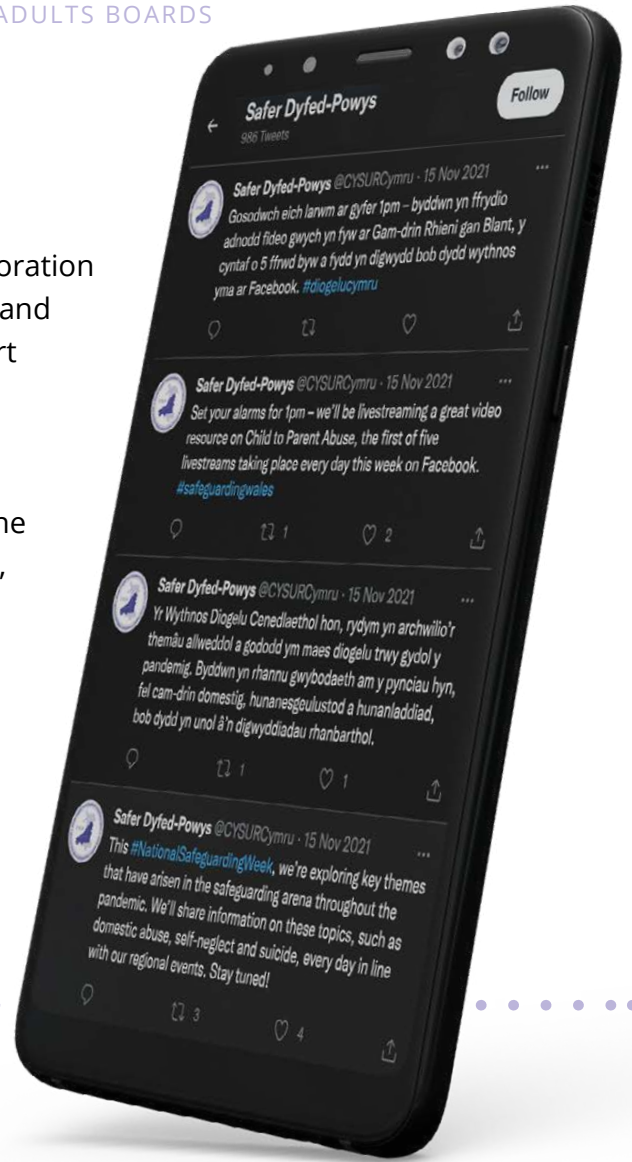 ADULTS BOARDS
oration
and
rt
ne
,
Safer Dyfed-Powys
986 Tweets
Follow
Safer Dyfed-Powys @CYSURCymru · 15 Nov 2021
Gosodwch eich larwm ar gyfer 1pm – byddwn yn ffrydio
adnodd fideo gwych yn fyw ar Gam-drin Rhieni gan Blant, y
cyntaf o 5 ffrwd byw a fydd yn digwydd bob dydd wythnos
yma ar Facebook. #diogelucymru
Safer Dyfed-Powys @CYSURCymru · 15 Nov 2021
Set your alarms for 1pm – we'll be livestreaming a great video
resource on Child to Parent Abuse, the first of five
livestreams taking place every day this week on Facebook.
#safeguardingwales
1 2
Safer Dyfed-Powys @CYSURCymru · 15 Nov 2021
Yr Wythnos Diogelu Cenedlaethol hon, rydym yn archwilio'r
themâu allweddol a gododd ym maes diogelu trwy gydol y
pandemig. Byddwn yn rhannu gwybodaeth am y pynciau hyn,
fel cam-drin domestig, hunanesgeulustod a hunanladdiad,
bob dydd yn unol â'n digwyddiadau rhanbarthol.
1 1
Safer Dyfed-Powys @CYSURCymru · 15 Nov 2021
This #NationalSafeguardingWeek, we're exploring key themes
that have arisen in the safeguarding arena throughout the
pandemic. We'll share information on these topics, such as
domestic abuse, self-neglect and suicide, every day in line
with our regional events. Stay tuned!
3 4